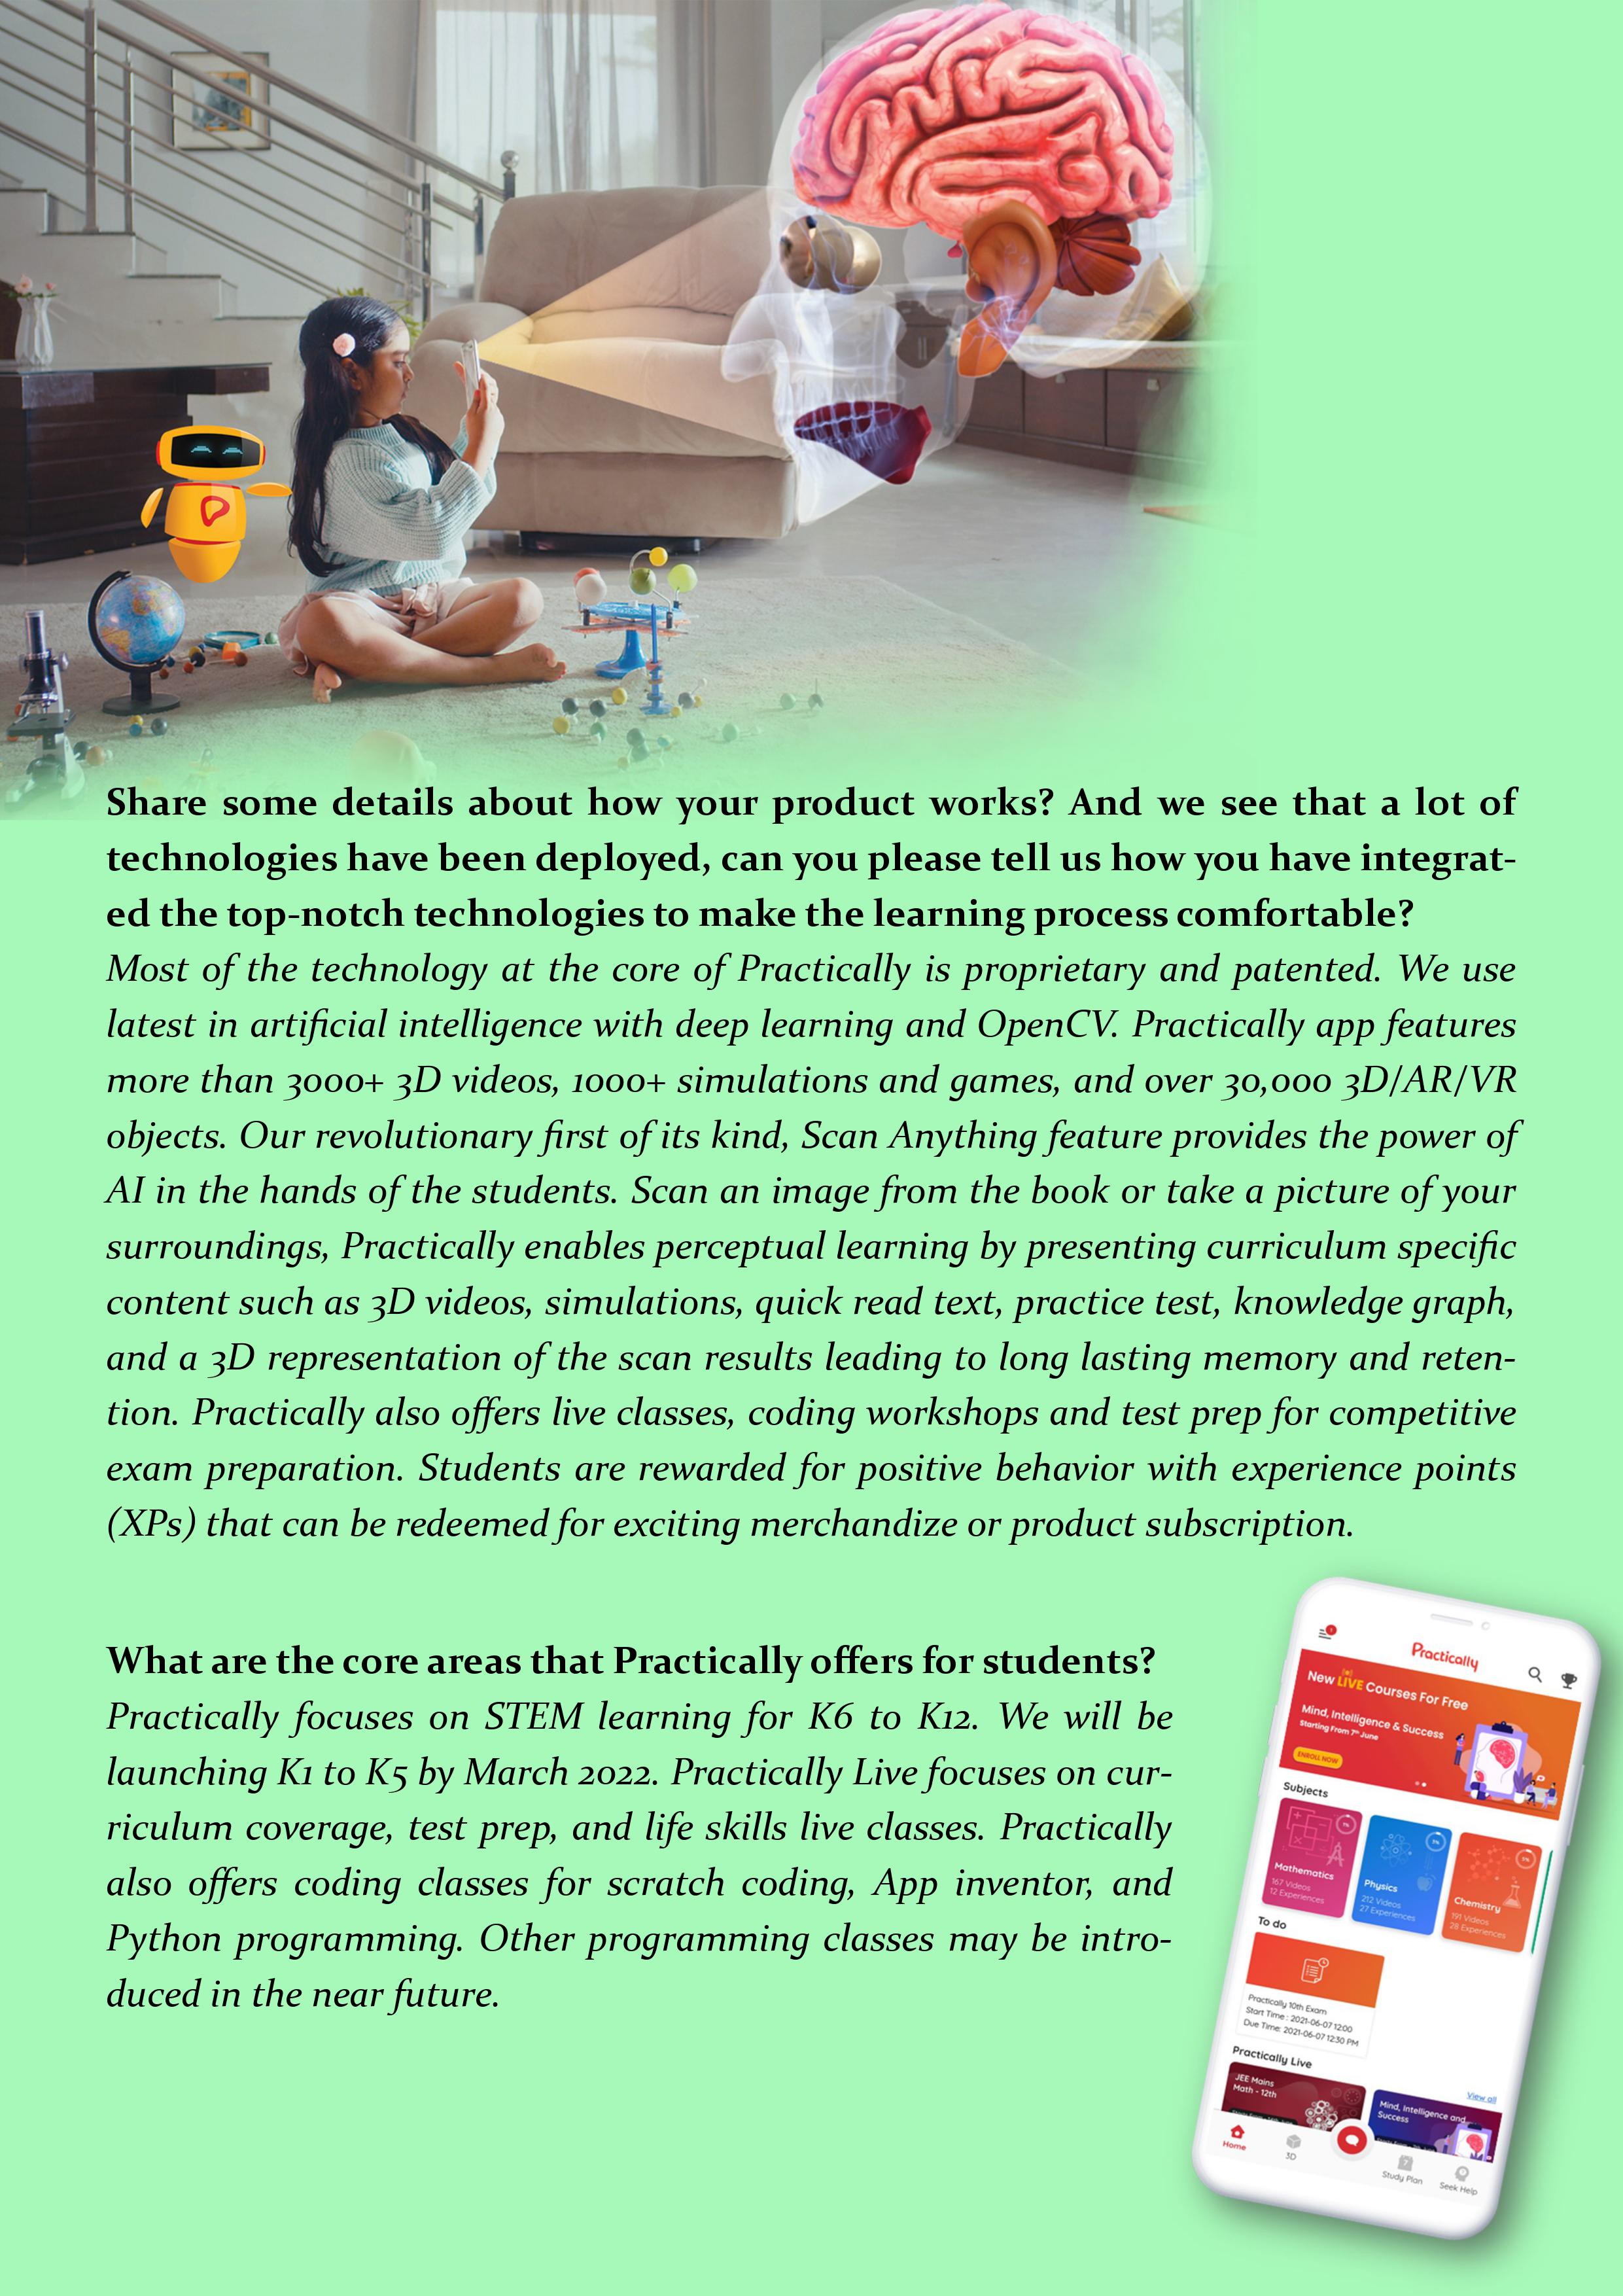 Share some details about how your product works? And we see that a lot of
technologies have been deployed, can you please tell us how you have integrat-
ed the top-notch technologies to make the learning process comfortable?
Most of the technology at the core of Practically is proprietary and patented. We use
latest in artificial intelligence with deep learning and OpenCV. Practically app features
more than 3000+ 3D videos, 1000+ simulations and games, and over 30,000 3D/AR/VR
objects. Our revolutionary first of its kind, Scan Anything feature provides the power of
AI in the hands of the students. Scan an image from the book or take a picture of your
surroundings, Practically enables perceptual learning by presenting curriculum specific
content such as 3D videos, simulations, quick read text, practice test, knowledge graph,
and a 3D representation of the scan results leading to long lasting memory and reten-
tion. Practically also offers live classes, coding workshops and test prep for competitive
exam preparation. Students are rewarded for positive behavior with experience points
(XPs) that can be redeemed for exciting merchandize or product subscription.
What are the core areas that Practically offers for students?
Practically focuses on STEM learning for K6 to K12. We will be
launching K1 to K5 by March 2022. Practically Live focuses on cur-
riculum coverage, test prep, and life skills live classes. Practically
also offers coding classes for scratch coding, App inventor, and
Python programming. Other programming classes may be intro-
duced in the near future.
Practically
New LIVE Courses For Free
Mind, Intelligence & Success
Starting From 7th June
ENROLL NOW
Subjects
Mathematics
167 Videos
12 Experiences
Physics
212 Videos
27 Experiences
Chemistry
191 Videos
28 Experiences
To do
Practically 10th Exam
Start Time : 2021-06-07 12:00
Due Time: 2021-06-07 12:30 PM
Practically Live
View all
JEE Mains
Math - 12th
Mind, Intelligence and
Success
Home
3D
Study Plan
Seek Help